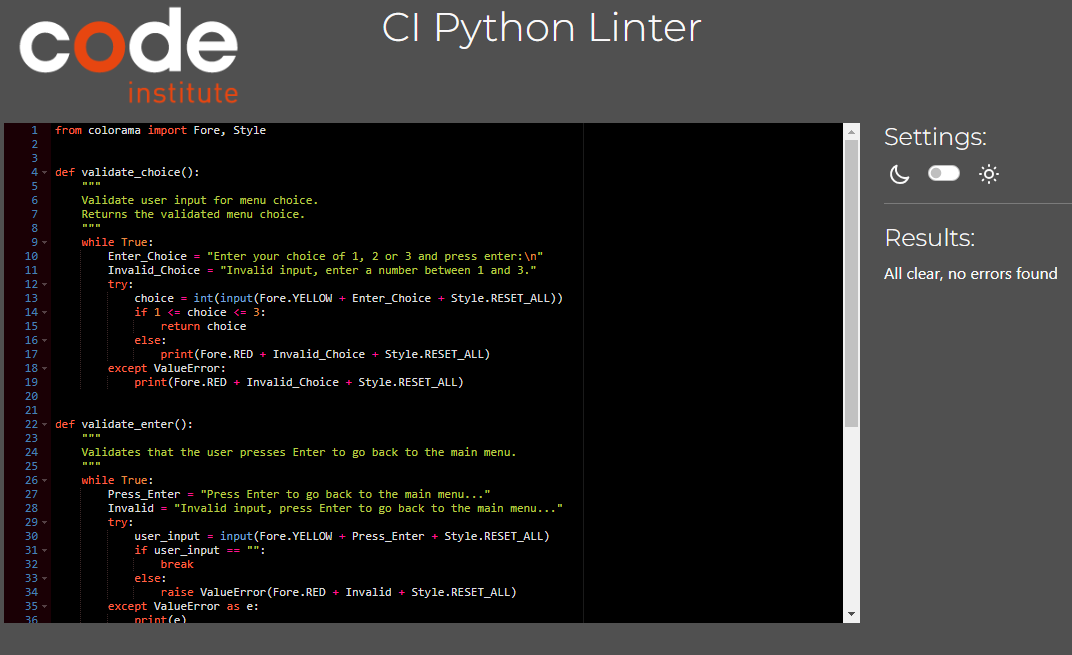 code
institute
CI Python Linter
1 from colorama import Fore, Style
2
3
4 def validate_choice():
5     """
6     Validate user input for menu choice.
7     Returns the validated menu choice.
8     """
9     while True:
10         Enter_Choice = "Enter your choice of 1, 2 or 3 and press enter:\n"
11         Invalid_Choice = "Invalid input, enter a number between 1 and 3."
12         try:
13             choice = int(input(Fore.YELLOW + Enter_Choice + Style.RESET_ALL))
14             if 1 <= choice <= 3:
15                 return choice
16             else:
17                 print(Fore.RED + Invalid_Choice + Style.RESET_ALL)
18         except ValueError:
19             print(Fore.RED + Invalid_Choice + Style.RESET_ALL)
20
21
22 def validate_enter():
23     """
24     Validates that the user presses Enter to go back to the main menu.
25     """
26     while True:
27         Press_Enter = "Press Enter to go back to the main menu..."
28         Invalid = "Invalid input, press Enter to go back to the main menu..."
29         try:
30             user_input = input(Fore.YELLOW + Press_Enter + Style.RESET_ALL)
31             if user_input == "":
32                 break
33             else:
34                 raise ValueError(Fore.RED + Invalid + Style.RESET_ALL)
35         except ValueError as e:
36             print(e)
Settings:
Results:
All clear, no errors found